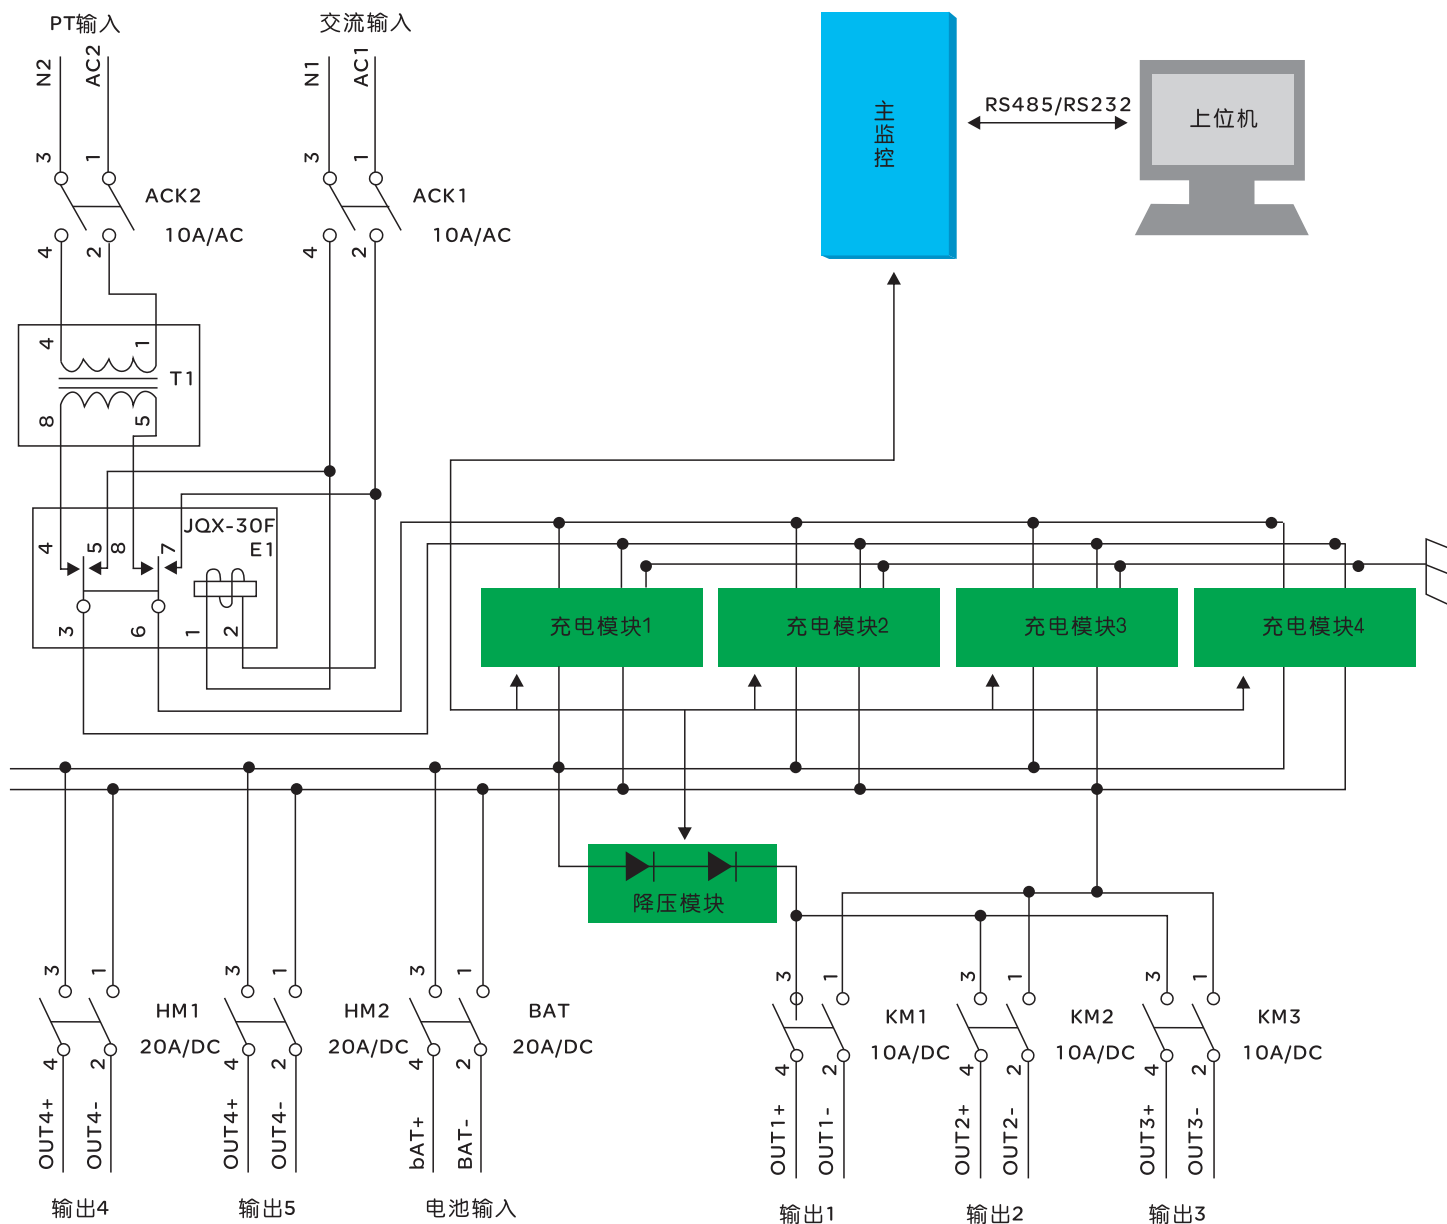 PT输入
交流输入
N2
AC2
N1
AC1
主监控
RS485/RS232
上位机
3
1
3
1
ACK2
10A/AC
ACK1
10A/AC
4
2
4
2
4
1
T1
8
5
JQX-30F
E1
4
5
8
7
3
6
1
2
充电模块1
充电模块2
充电模块3
充电模块4
降压模块
3
1
3
1
3
1
3
1
3
1
3
1
HM1
20A/DC
HM2
20A/DC
BAT
20A/DC
KM1
10A/DC
KM2
10A/DC
KM3
10A/DC
4
2
4
2
4
2
4
2
4
2
4
2
OUT4+
OUT4-
OUT4+
OUT4-
bAT+
BAT-
OUT1+
OUT1-
OUT2+
OUT2-
OUT3+
OUT3-
输出4
输出5
电池输入
输出1
输出2
输出3